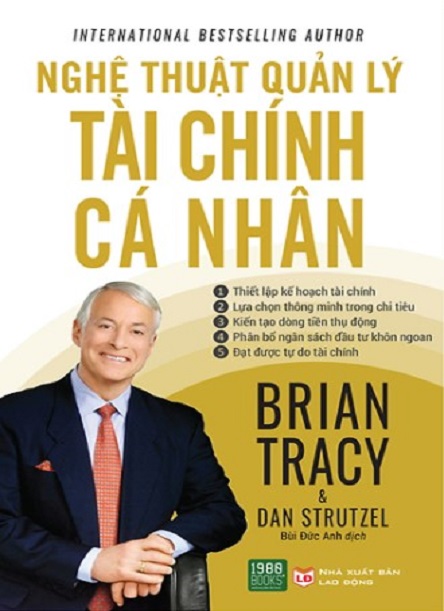 INTERNATIONAL BESTSELLING AUTHOR
NGHỆ THUẬT QUẢN LÝ
TÀI CHÍNH
CÁ NHÂN
1 Thiết lập kế hoạch tài chính
2 Lựa chọn thông minh trong chi tiêu
3 Kiến tạo dòng tiền thụ động
4 Phân bổ ngân sách đầu tư khôn ngoan
5 Đạt được tự do tài chính
BRIAN
TRACY
&
DAN STRUTZEL
Bùi Đức Anh dịch
1980
BOOKS
LĐ
NHÀ XUẤT BẢN
LAO ĐỘNG